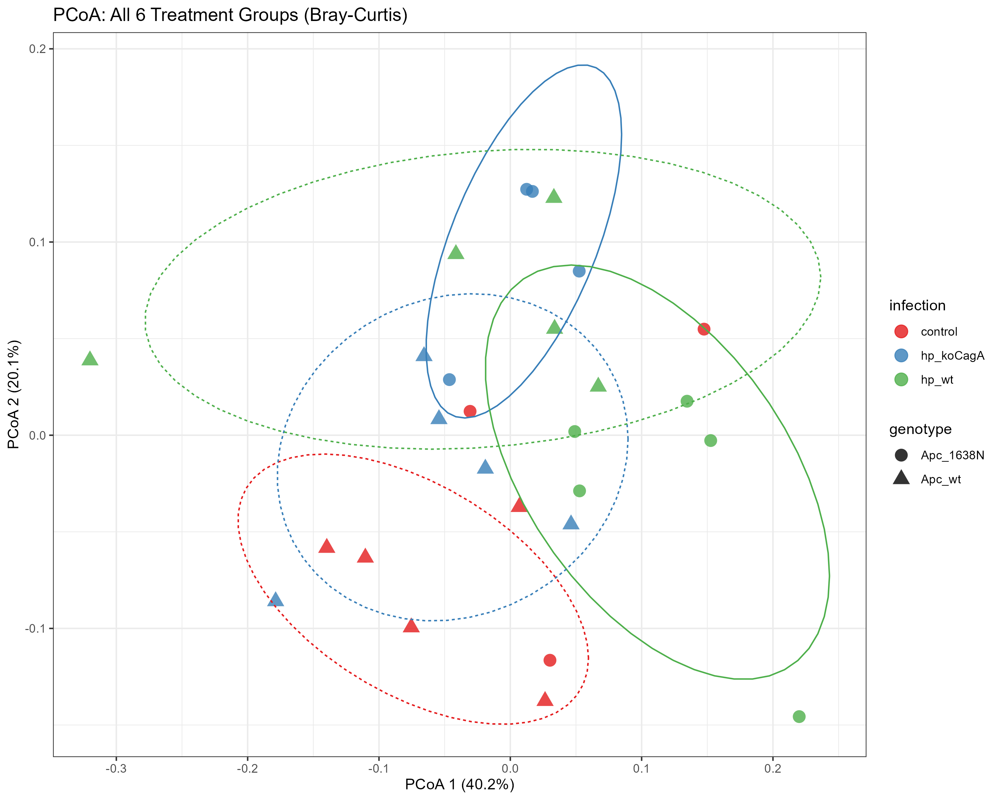 PCoA: All 6 Treatment Groups (Bray-Curtis)
0.2
0.1
0.0
-0.1
PCoA 2 (20.1%)
-0.3
-0.2
-0.1
0.0
0.1
0.2
PCoA 1 (40.2%)
infection
control
hp_koCagA
hp_wt
genotype
Apc_1638N
Apc_wt